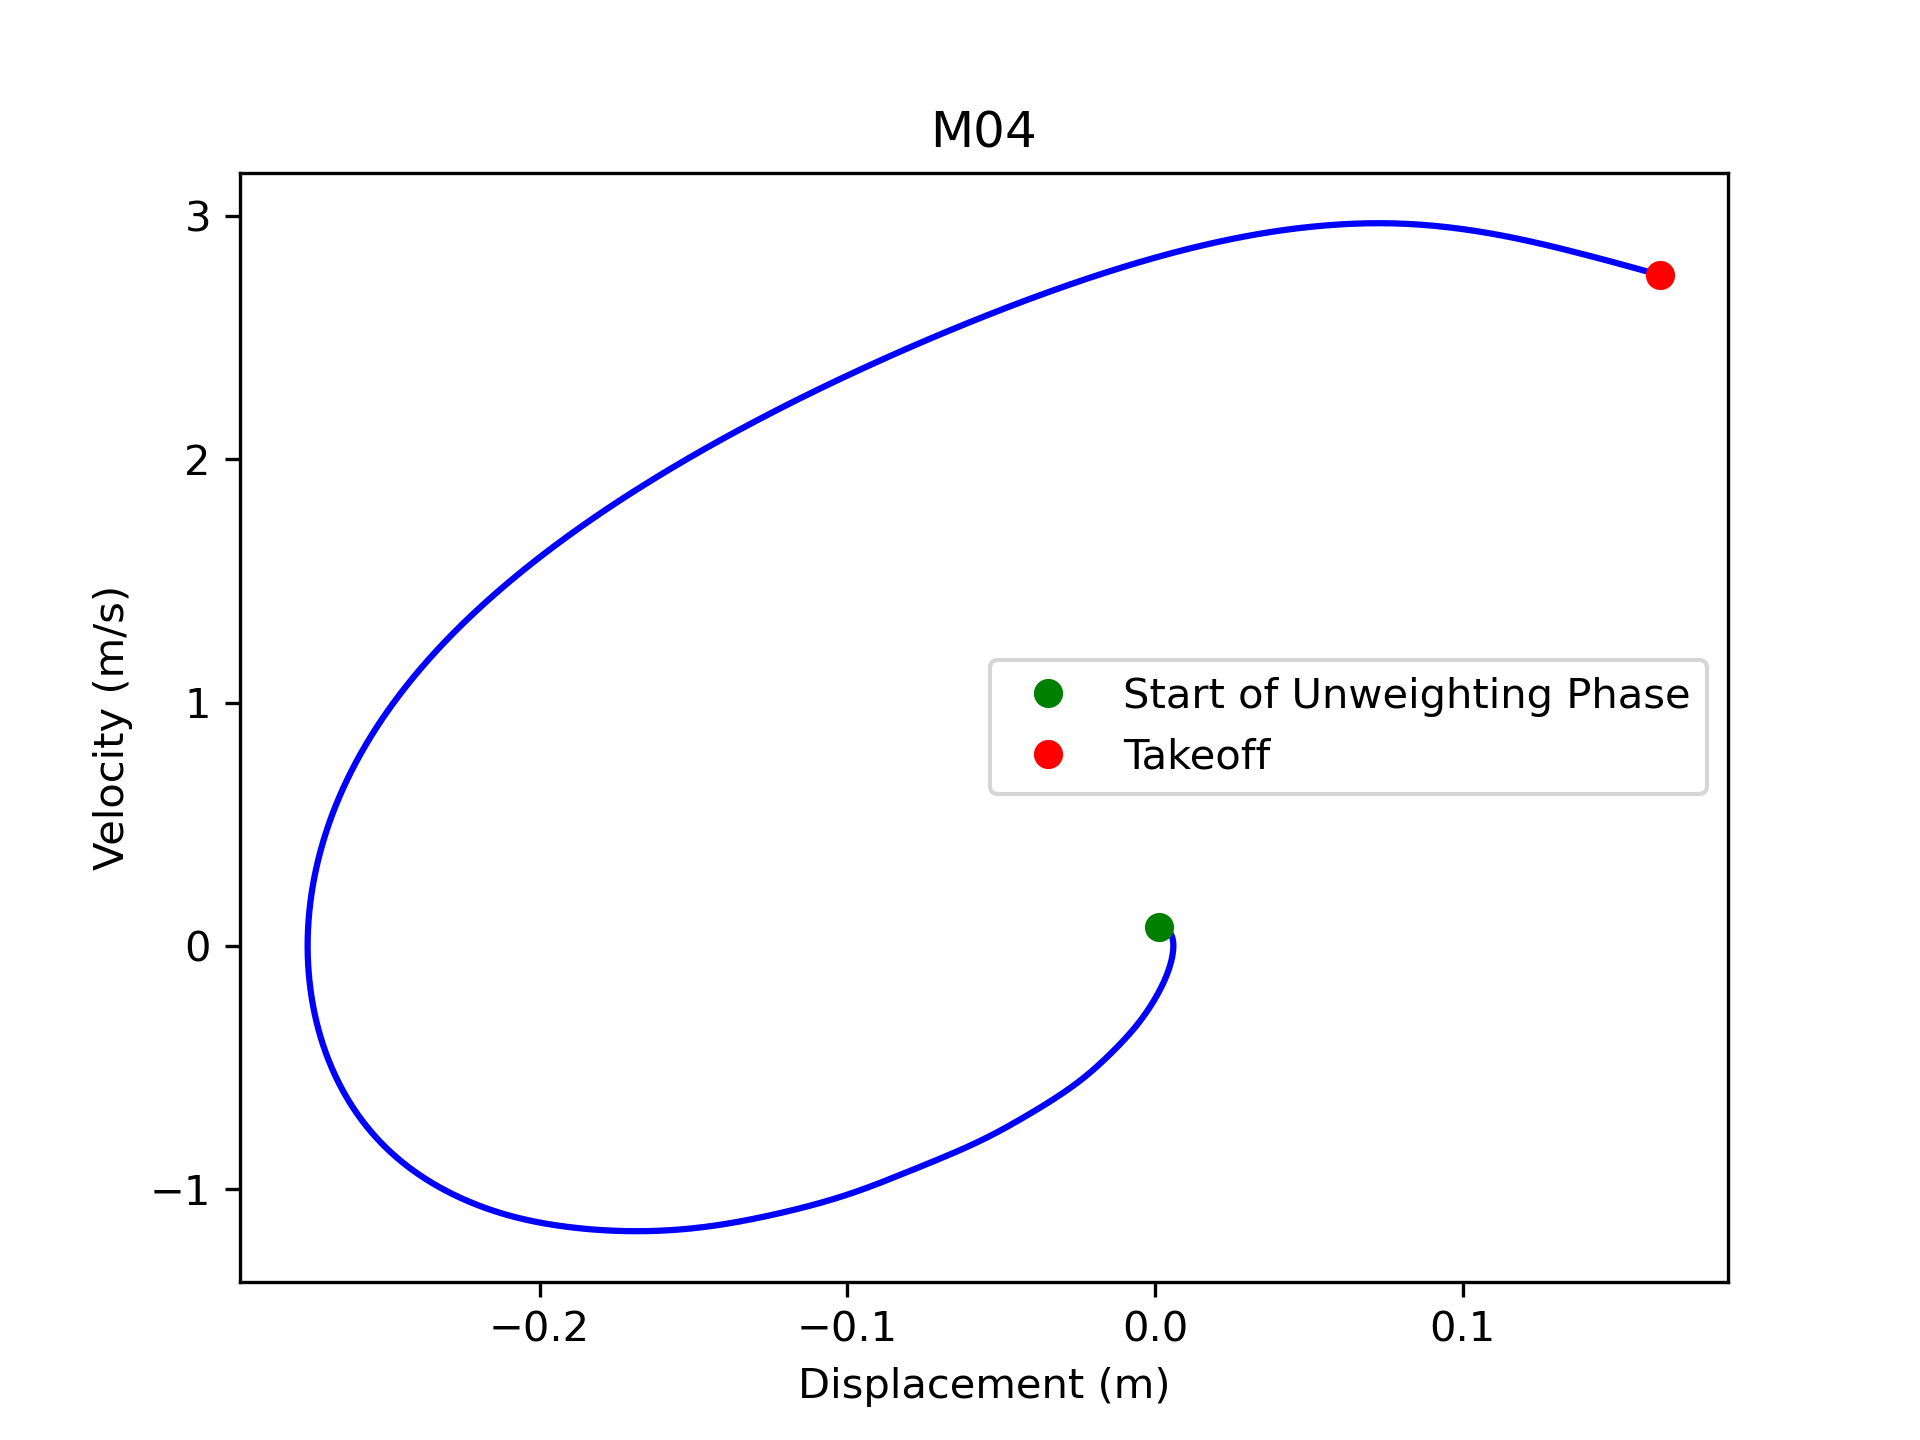 M04
3
2
1
0
−1
Velocity (m/s)
Start of Unweighting Phase
Takeoff
−0.2
−0.1
0.0
0.1
Displacement (m)